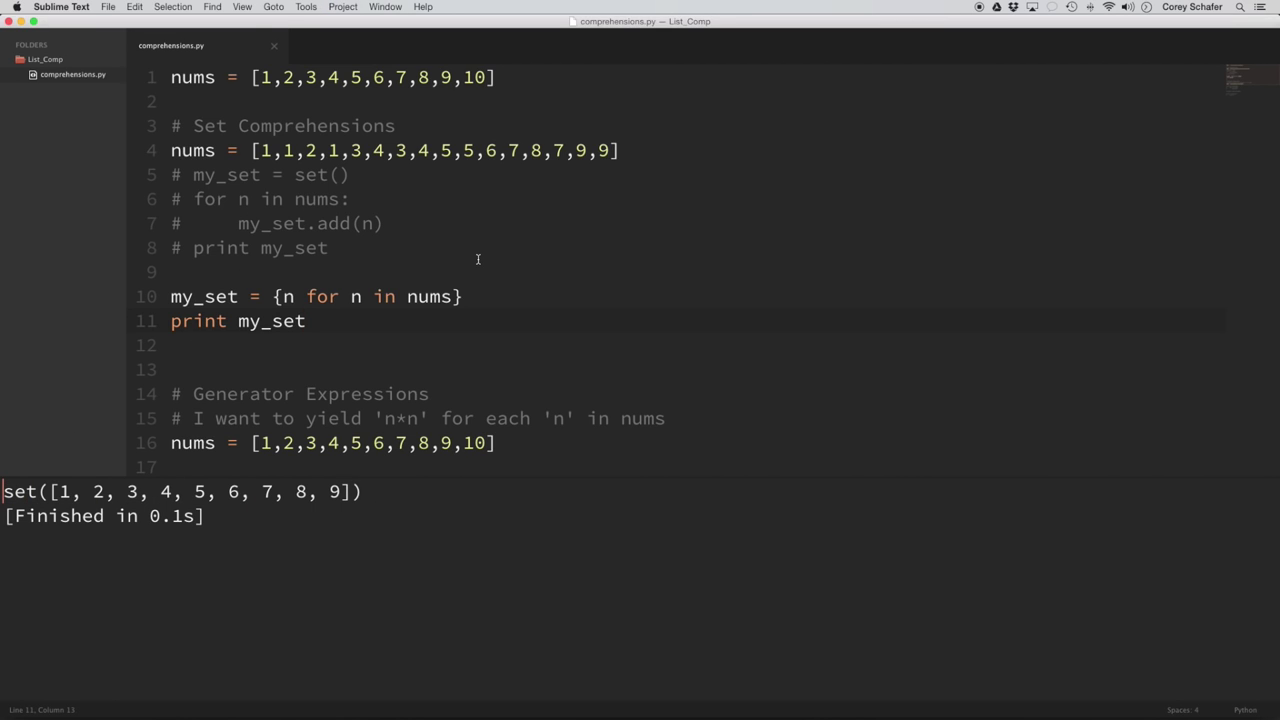 Sublime Text File Edit Selection Find View Goto Tools Project Window Help Corey Schafer
comprehensions.py — List_Comp
FOLDERS
List_Comp
comprehensions.py
comprehensions.py
1 nums = [1,2,3,4,5,6,7,8,9,10]
2
3 # Set Comprehensions
4 nums = [1,1,2,1,3,4,3,4,5,5,6,7,8,7,9,9]
5 # my_set = set()
6 # for n in nums:
7 #     my_set.add(n)
8 # print my_set
9
10 my_set = {n for n in nums}
11 print my_set
12
13
14 # Generator Expressions
15 # I want to yield 'n*n' for each 'n' in nums
16 nums = [1,2,3,4,5,6,7,8,9,10]
17
set([1, 2, 3, 4, 5, 6, 7, 8, 9])
[Finished in 0.1s]
Line 11, Column 13 Spaces: 4 Python